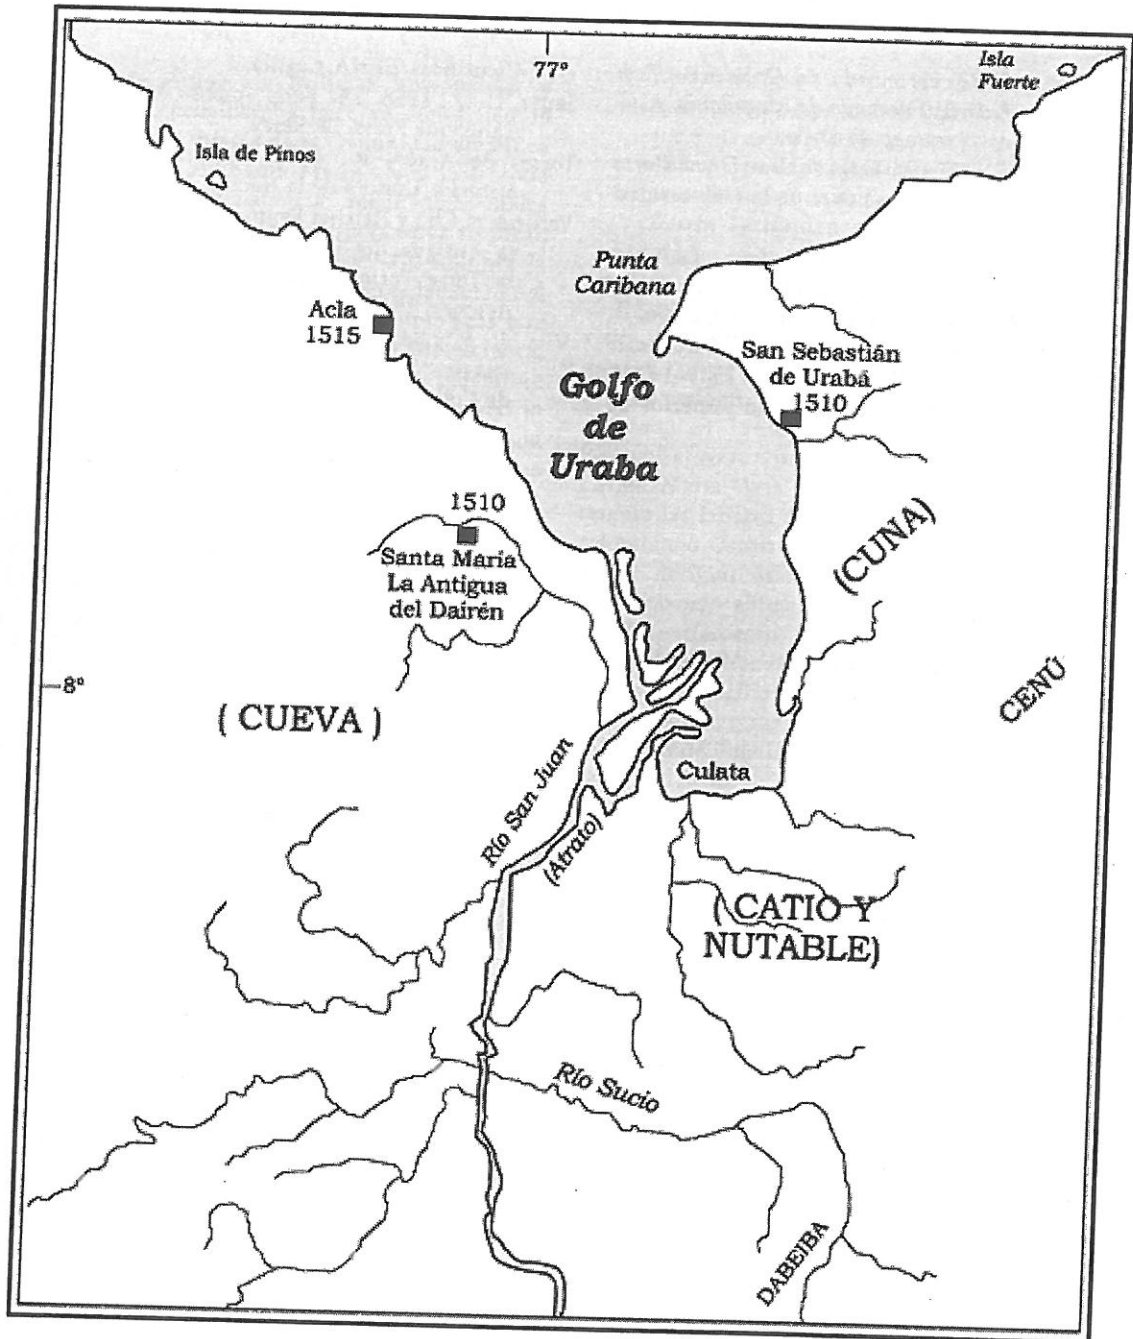 77°
Isla
Fuerte
Isla de Pinos
Punta
Caribana
Acla
1515
San Sebastián
de Urabá
1510
Golfo
de
Uraba
1510
Santa María
La Antigua
del Dairén
(CUNA)
8°
CENÚ
( CUEVA )
Culata
Río San Juan
(Atrato)
( CATIO Y
NUTABLE)
Río Sucio
DABEIBA